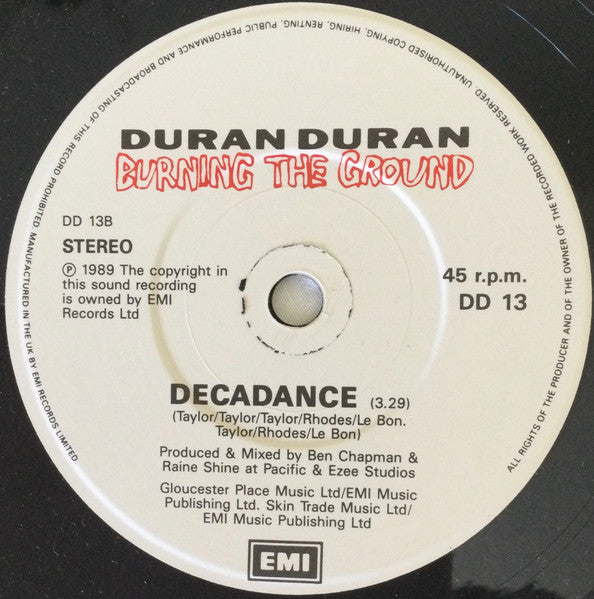 ALL RIGHTS OF THE PRODUCER AND OF THE OWNER OF THE RECORDED WORK RESERVED. UNAUTHORISED COPYING, HIRING, RENTING, PUBLIC PERFORMANCE AND BROADCASTING OF THIS RECORD PROHIBITED. MANUFACTURED IN THE UK BY EMI RECORDS LIMITED
DURAN DURAN
BURNING THE GROUND
DD 13B
STEREO
℗ 1989 The copyright in
this sound recording
is owned by EMI
Records Ltd
45 r.p.m.
DD 13
DECADANCE (3.29)
(Taylor/Taylor/Taylor/Rhodes/Le Bon.
Taylor/Rhodes/Le Bon)
Produced & Mixed by Ben Chapman &
Raine Shine at Pacific & Ezee Studios
Gloucester Place Music Ltd/EMI Music
Publishing Ltd. Skin Trade Music Ltd/
EMI Music Publishing Ltd
EMI